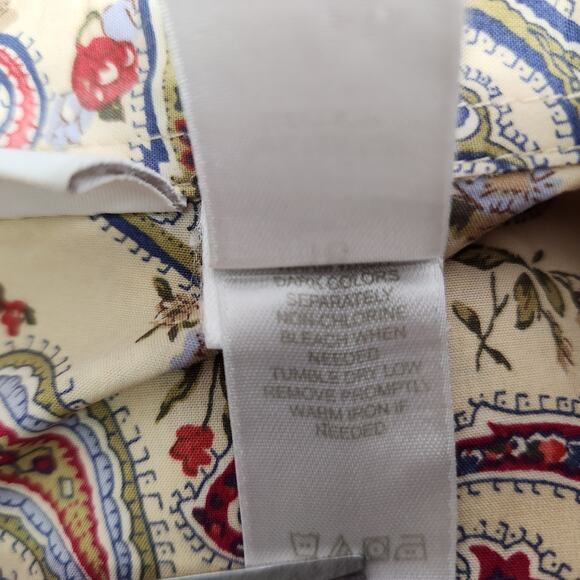 DARK COLORS
SEPARATELY
NON-CHLORINE
BLEACH WHEN
NEEDED
TUMBLE DRY LOW
REMOVE PROMPTLY
WARM IRON IF
NEEDED